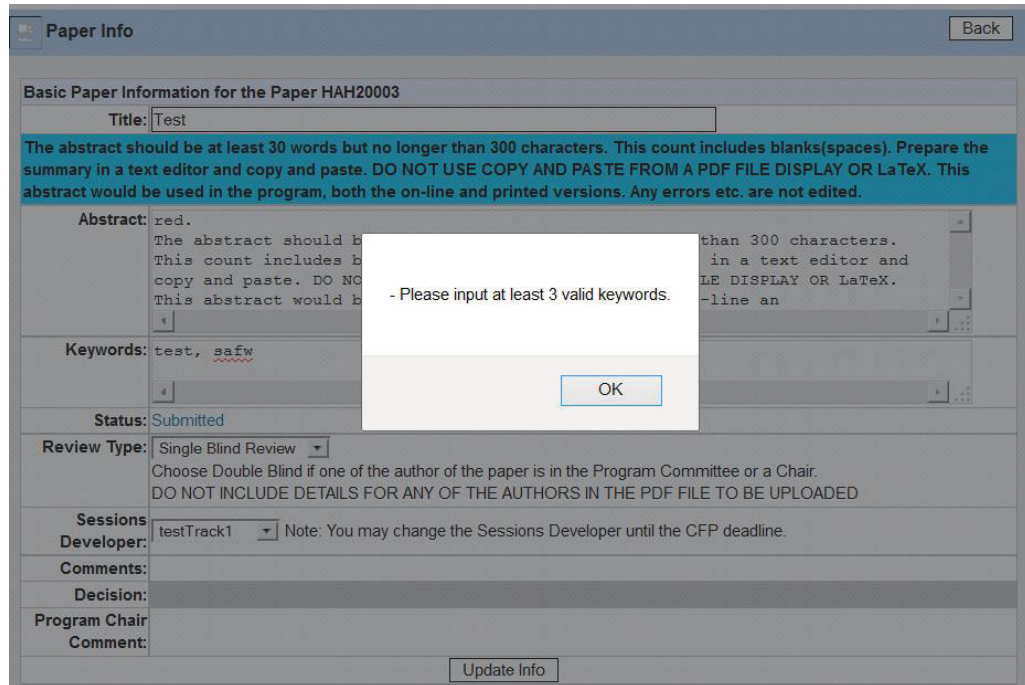 Paper Info
Back
Basic Paper Information for the Paper HAH20003
Title: Test
The abstract should be at least 30 words but no longer than 300 characters. This count includes blanks(spaces). Prepare the
summary in a text editor and copy and paste. DO NOT USE COPY AND PASTE FROM A PDF FILE DISPLAY OR LaTeX. This
abstract would be used in the program, both the on-line and printed versions. Any errors etc. are not edited.
Abstract: red.
The abstract should b than 300 characters.
This count includes b in a text editor and
copy and paste. DO NO LE DISPLAY OR LaTeX.
This abstract would b -line an
- Please input at least 3 valid keywords.
OK
Keywords: test, safw
Status: Submitted
Review Type: Single Blind Review
Choose Double Blind if one of the author of the paper is in the Program Committee or a Chair.
DO NOT INCLUDE DETAILS FOR ANY OF THE AUTHORS IN THE PDF FILE TO BE UPLOADED
Sessions
Developer: testTrack1 Note: You may change the Sessions Developer until the CFP deadline.
Comments:
Decision:
Program Chair
Comment:
Update Info